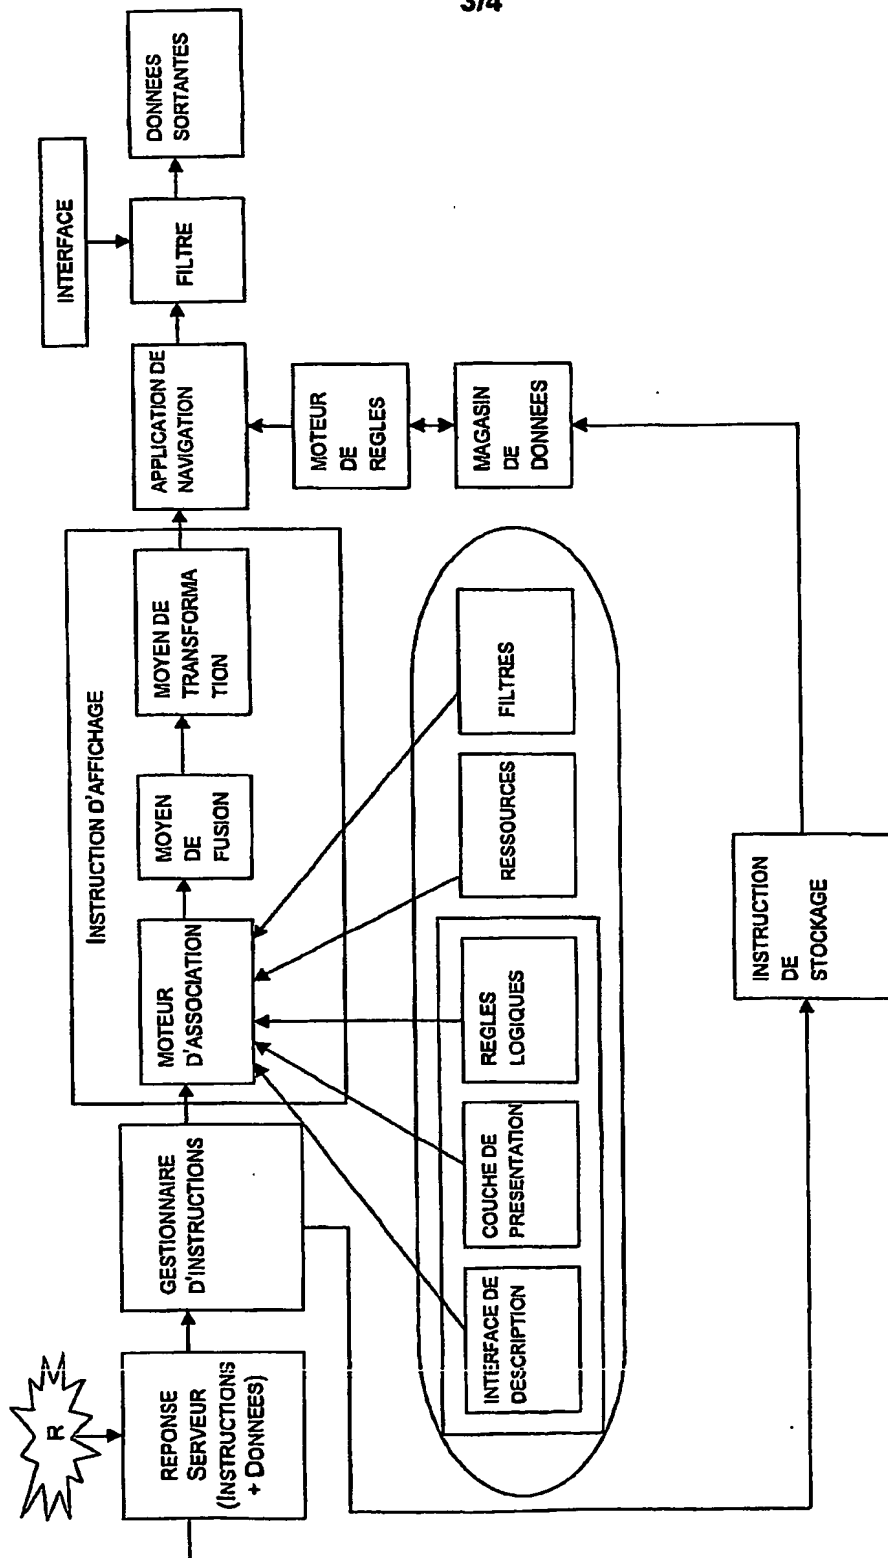 3/4
R
REPONSE
SERVEUR
(INSTRUCTIONS
+ DONNEES)
GESTIONNAIRE
D'INSTRUCTIONS
INSTRUCTION D'AFFICHAGE
MOTEUR
D'ASSOCIATION
MOYEN
DE
FUSION
MOYEN DE
TRANSFORMA
TION
APPLICATION DE
NAVIGATION
INTERFACE
FILTRE
DONNEES
SORTANTES
MOTEUR
DE
REGLES
MAGASIN
DE
DONNEES
INTERFACE DE
DESCRIPTION
COUCHE DE
PRESENTATION
REGLES
LOGIQUES
RESSOURCES
FILTRES
INSTRUCTION
DE
STOCKAGE